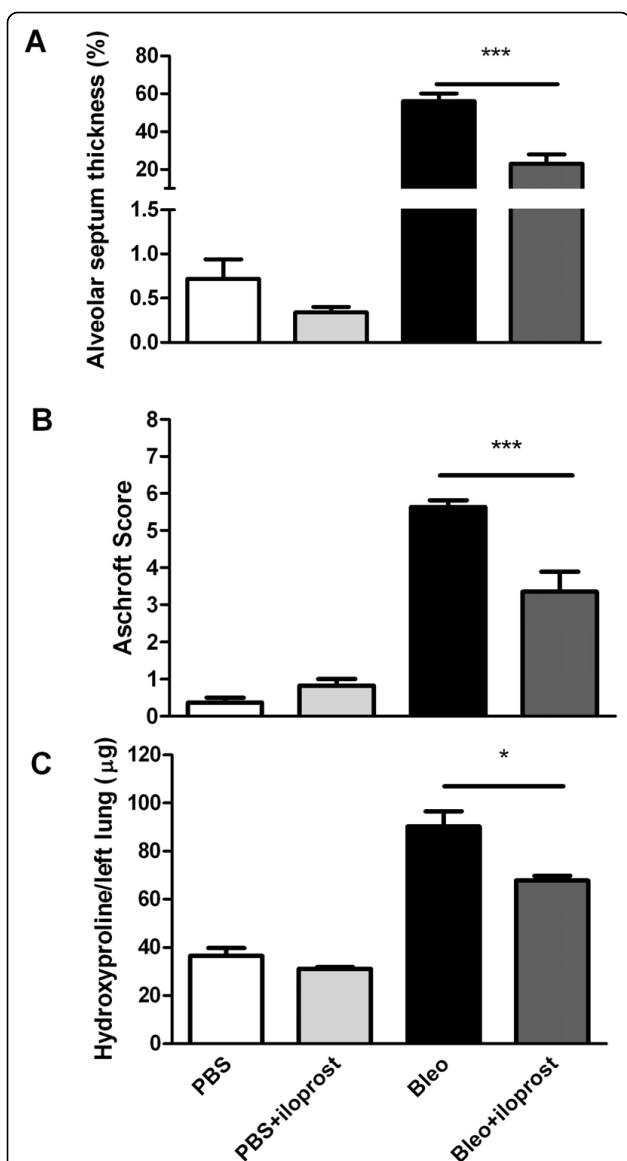 A
Alveolar septum thickness (%)
80
60
40
20
1.5
1.0
0.5
0.0
***
B
Aschroft Score
8
7
6
5
4
3
2
1
0
***
C
Hydroxyproline/left lung (µg)
120
100
80
60
40
20
0
*
PBS
PBS+iloprost
Bleo
Bleo+iloprost